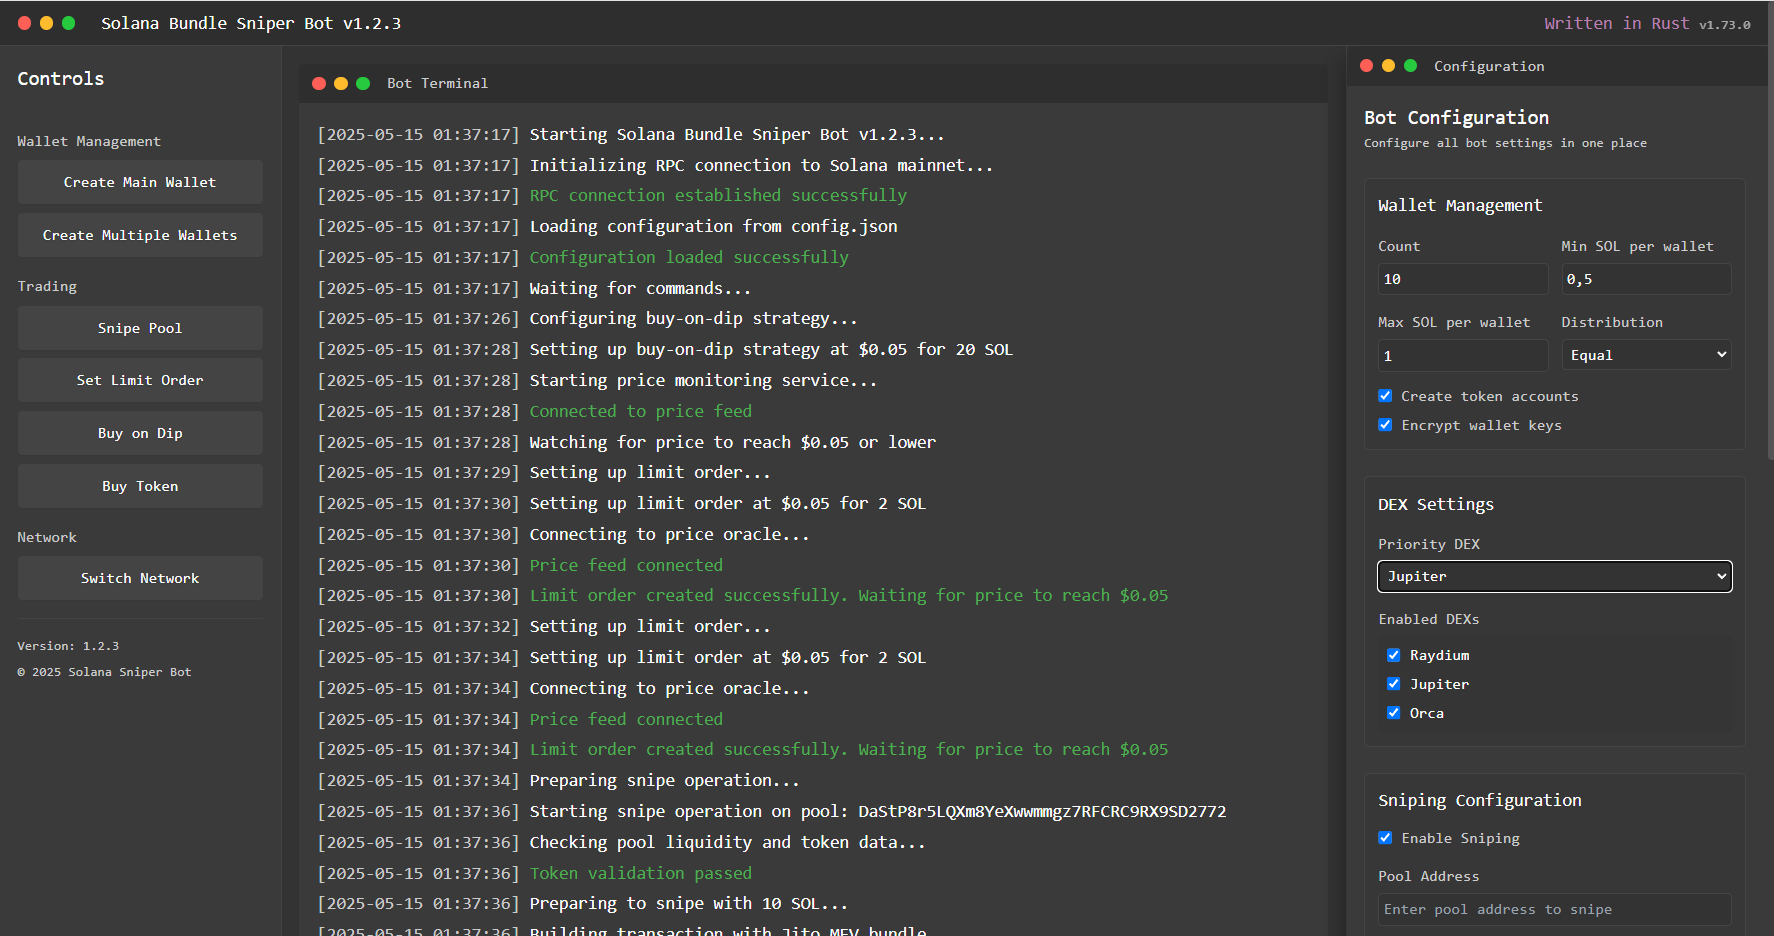 Solana Bundle Sniper Bot v1.2.3
Written in Rust v1.73.0
Controls
Wallet Management
Create Main Wallet
Create Multiple Wallets
Trading
Snipe Pool
Set Limit Order
Buy on Dip
Buy Token
Network
Switch Network
Version: 1.2.3
© 2025 Solana Sniper Bot
Bot Terminal
[2025-05-15 01:37:17] Starting Solana Bundle Sniper Bot v1.2.3...
[2025-05-15 01:37:17] Initializing RPC connection to Solana mainnet...
[2025-05-15 01:37:17] RPC connection established successfully
[2025-05-15 01:37:17] Loading configuration from config.json
[2025-05-15 01:37:17] Configuration loaded successfully
[2025-05-15 01:37:17] Waiting for commands...
[2025-05-15 01:37:26] Configuring buy-on-dip strategy...
[2025-05-15 01:37:28] Setting up buy-on-dip strategy at $0.05 for 20 SOL
[2025-05-15 01:37:28] Starting price monitoring service...
[2025-05-15 01:37:28] Connected to price feed
[2025-05-15 01:37:28] Watching for price to reach $0.05 or lower
[2025-05-15 01:37:29] Setting up limit order...
[2025-05-15 01:37:30] Setting up limit order at $0.05 for 2 SOL
[2025-05-15 01:37:30] Connecting to price oracle...
[2025-05-15 01:37:30] Price feed connected
[2025-05-15 01:37:30] Limit order created successfully. Waiting for price to reach $0.05
[2025-05-15 01:37:32] Setting up limit order...
[2025-05-15 01:37:34] Setting up limit order at $0.05 for 2 SOL
[2025-05-15 01:37:34] Connecting to price oracle...
[2025-05-15 01:37:34] Price feed connected
[2025-05-15 01:37:34] Limit order created successfully. Waiting for price to reach $0.05
[2025-05-15 01:37:34] Preparing snipe operation...
[2025-05-15 01:37:36] Starting snipe operation on pool: DaStP8r5LQXm8YeXwwmmgz7RFCRC9RX9SD2772
[2025-05-15 01:37:36] Checking pool liquidity and token data...
[2025-05-15 01:37:36] Token validation passed
[2025-05-15 01:37:36] Preparing to snipe with 10 SOL...
[2025-05-15 01:37:36] Building transaction with Jito MEV bundle
Configuration
Bot Configuration
Configure all bot settings in one place
Wallet Management
Count Min SOL per wallet
10 0,5
Max SOL per wallet Distribution
1 Equal
Create token accounts
Encrypt wallet keys
DEX Settings
Priority DEX
Jupiter
Enabled DEXs
Raydium
Jupiter
Orca
Sniping Configuration
Enable Sniping
Pool Address
Enter pool address to snipe